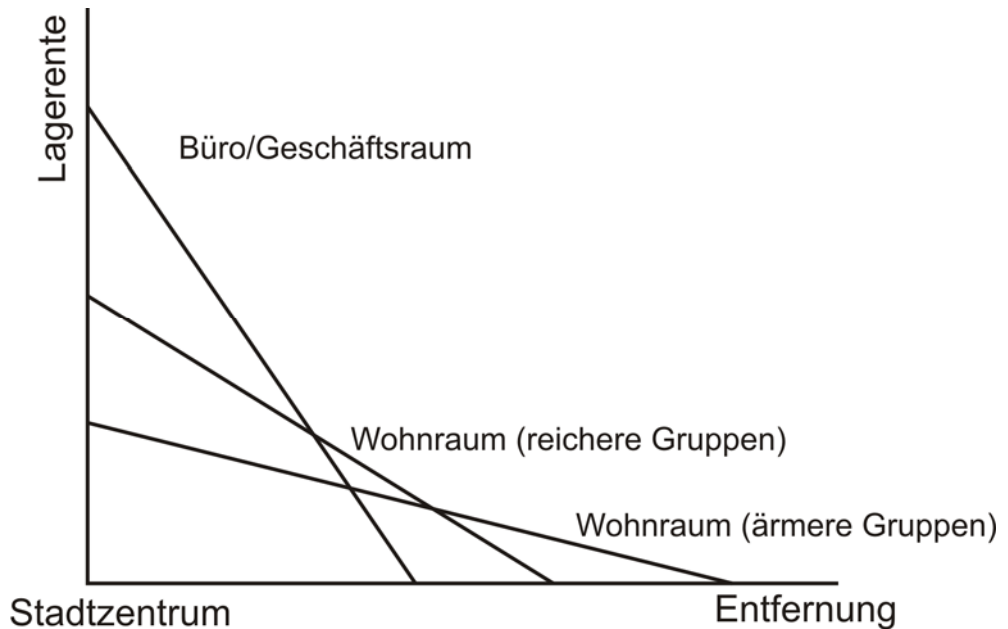 Lagerente
Büro/Geschäftsraum
Wohnraum (reichere Gruppen)
Wohnraum (ärmere Gruppen)
Stadtzentrum
Entfernung